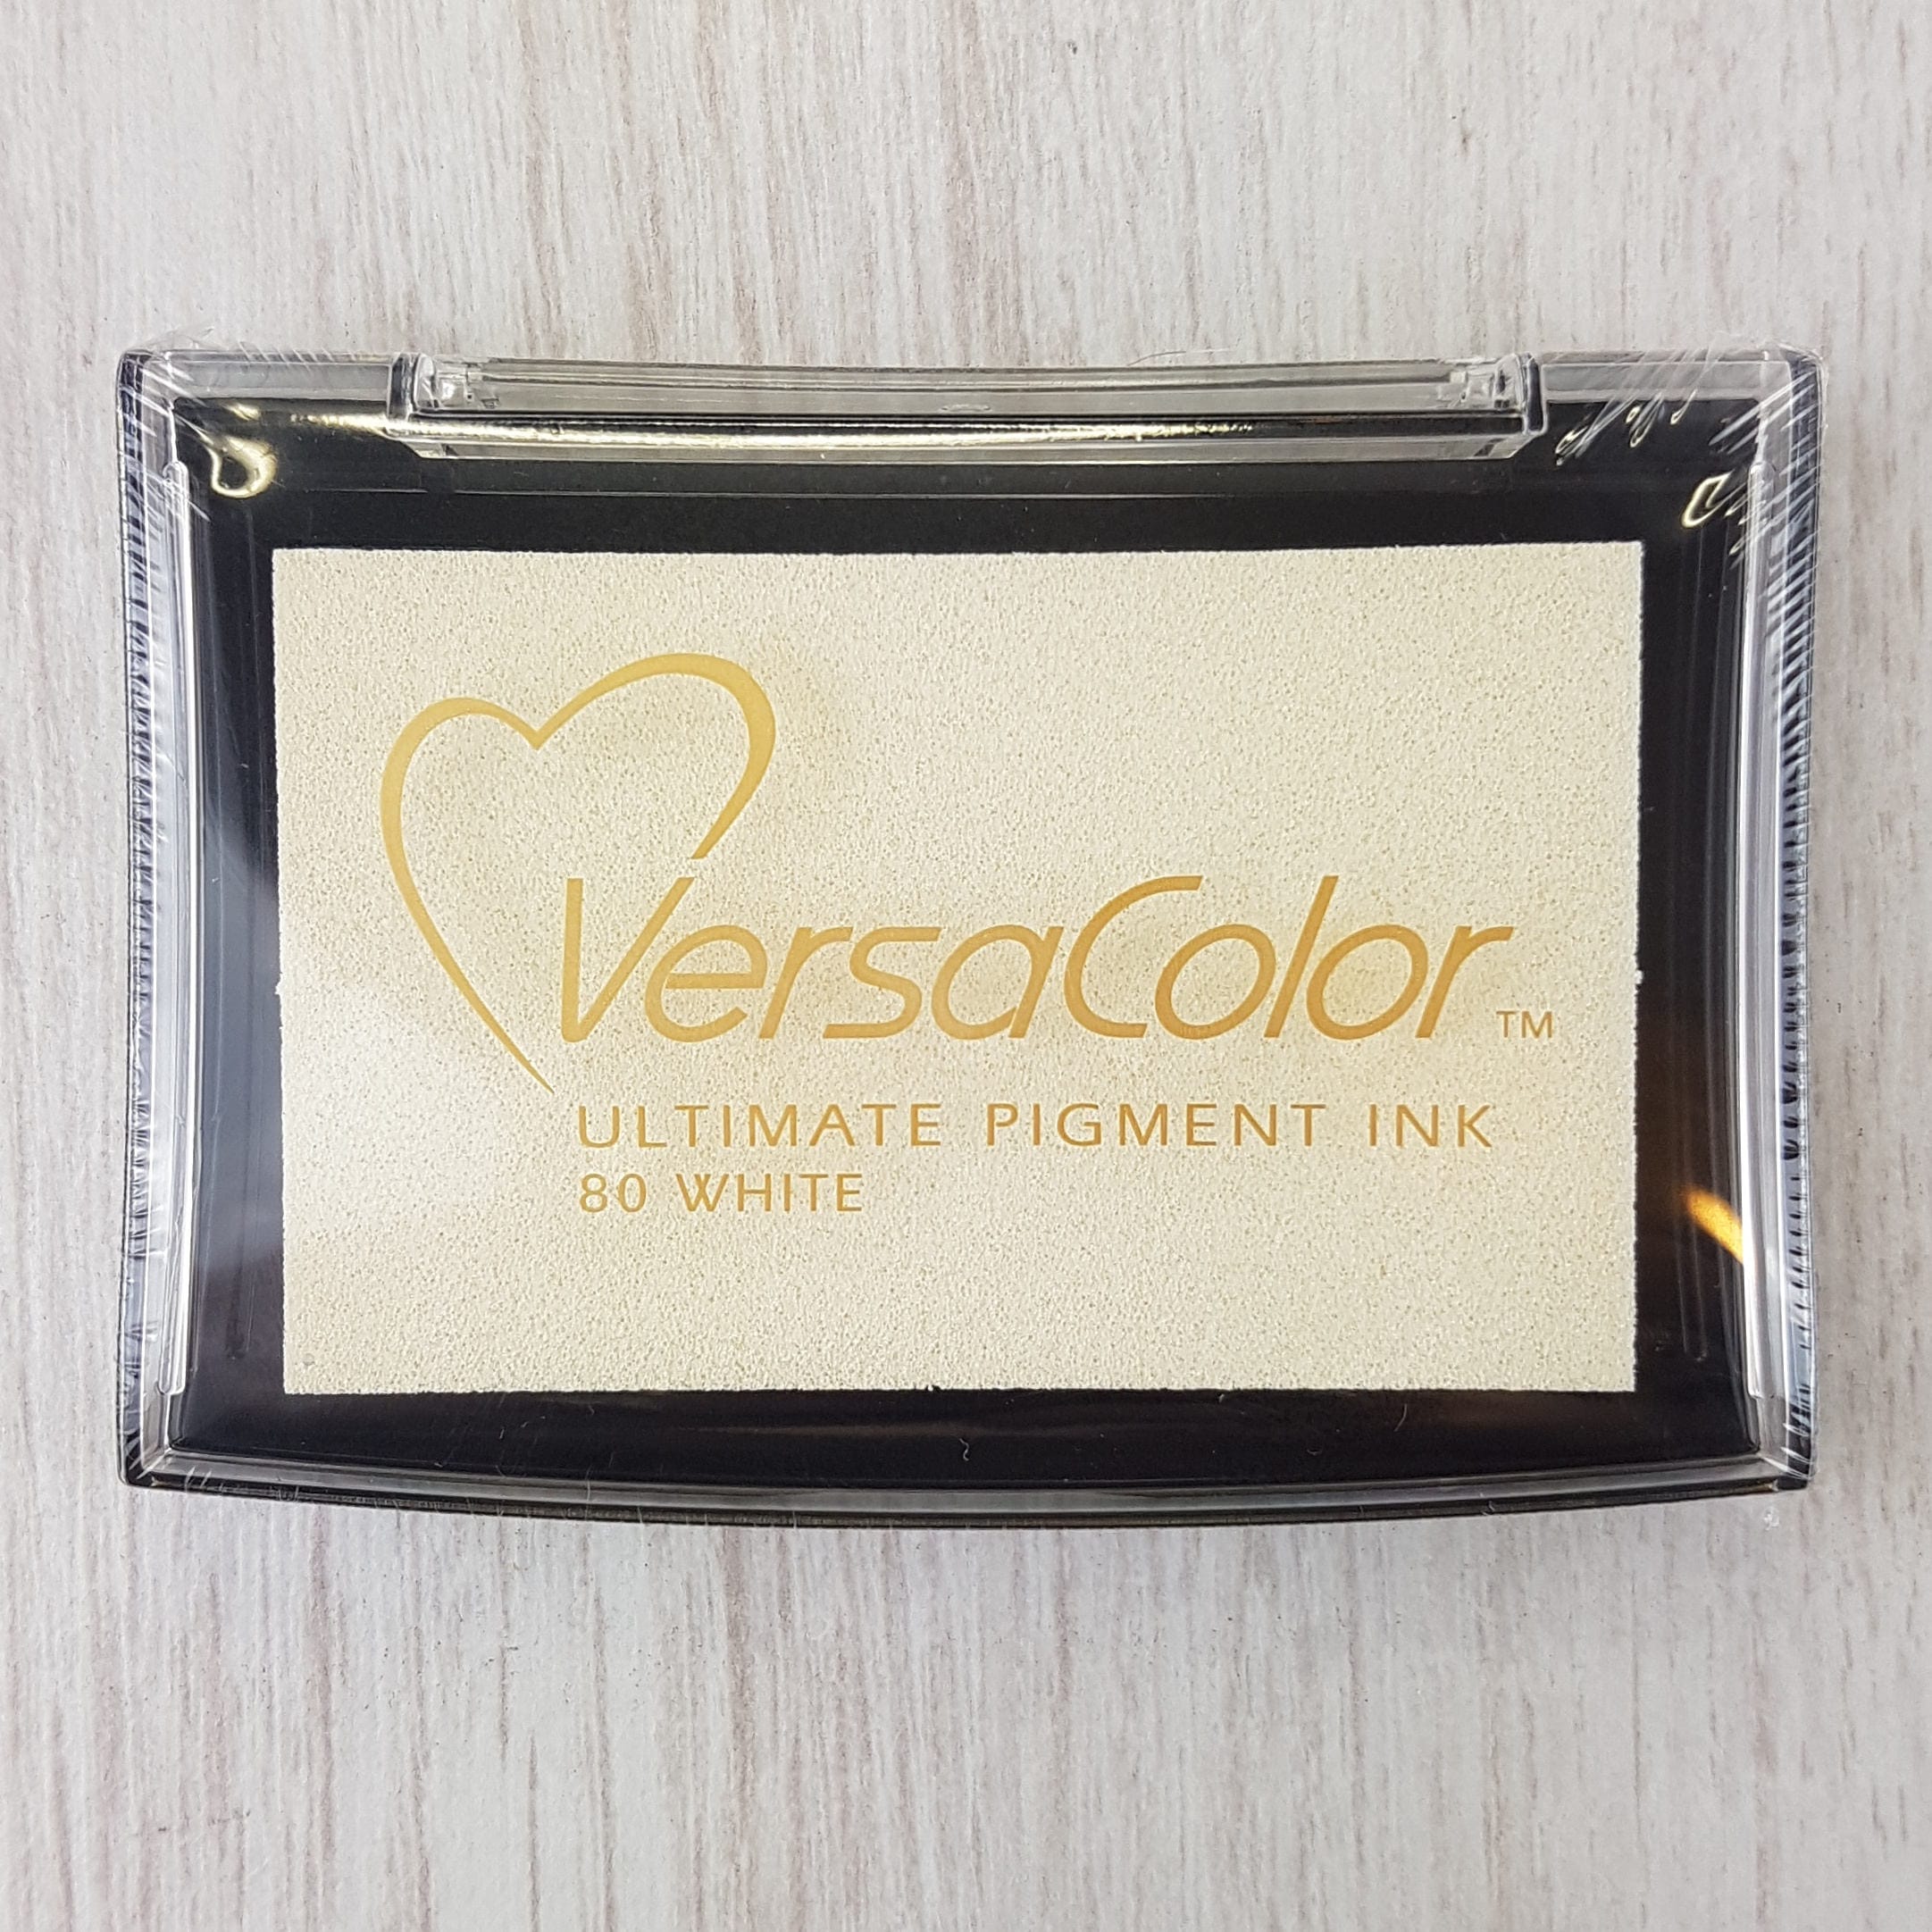 VersaColor™
ULTIMATE PIGMENT INK
80 WHITE